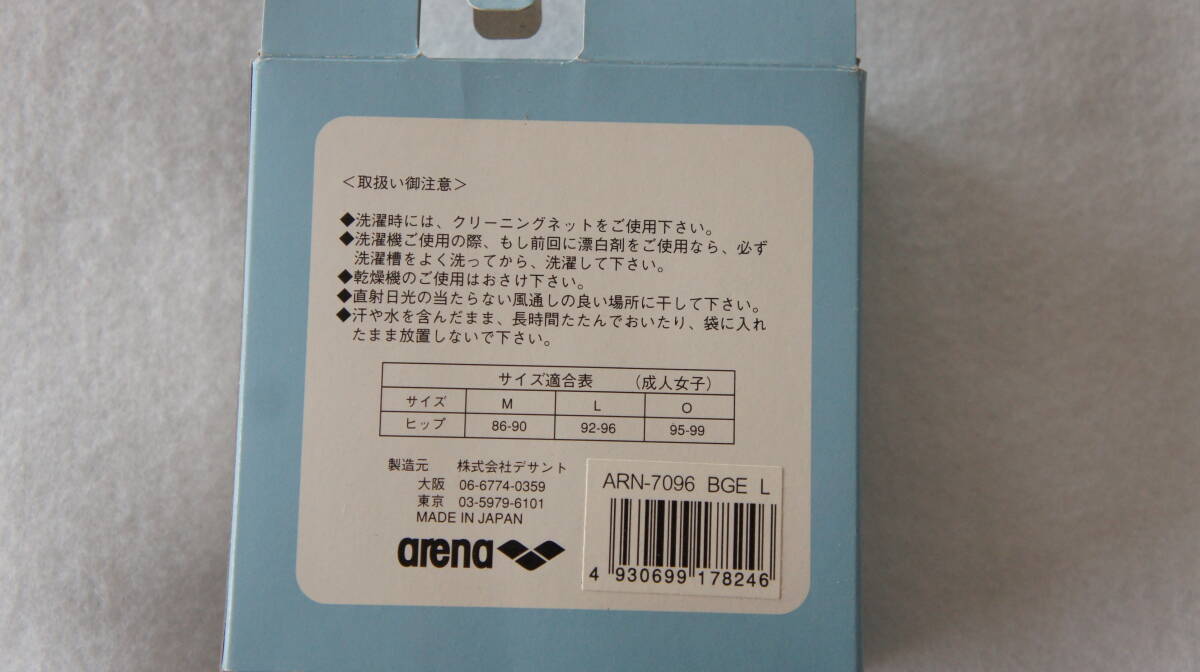 ＜取扱い御注意＞
◆洗濯時には、クリーニングネットをご使用下さい。
◆洗濯機ご使用の際、もし前回に漂白剤をご使用なら、必ず
洗濯槽をよく洗ってから、洗濯して下さい。
◆乾燥機のご使用はおさけ下さい。
◆直射日光の当たらない風通しの良い場所に干して下さい。
◆汗や水を含んだまま、長時間たたんでおいたり、袋に入れ
たまま放置しないで下さい。
サイズ適合表 （成人女子）
サイズ M L O
ヒップ 86-90 92-96 95-99
製造元 株式会社デサント
大阪 06-6774-0359
東京 03-5979-6101
MADE IN JAPAN
arena
ARN-7096 BGE L
4 930699 178246